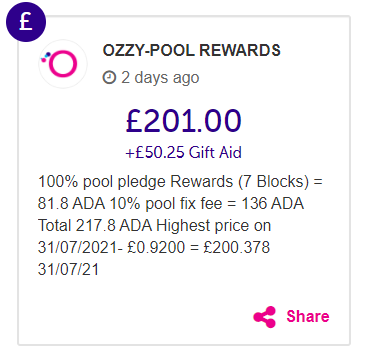 £
OZZY-POOL REWARDS
2 days ago
£201.00
+£50.25 Gift Aid
100% pool pledge Rewards (7 Blocks) =
81.8 ADA 10% pool fix fee = 136 ADA
Total 217.8 ADA Highest price on
31/07/2021- £0.9200 = £200.378
31/07/21
Share